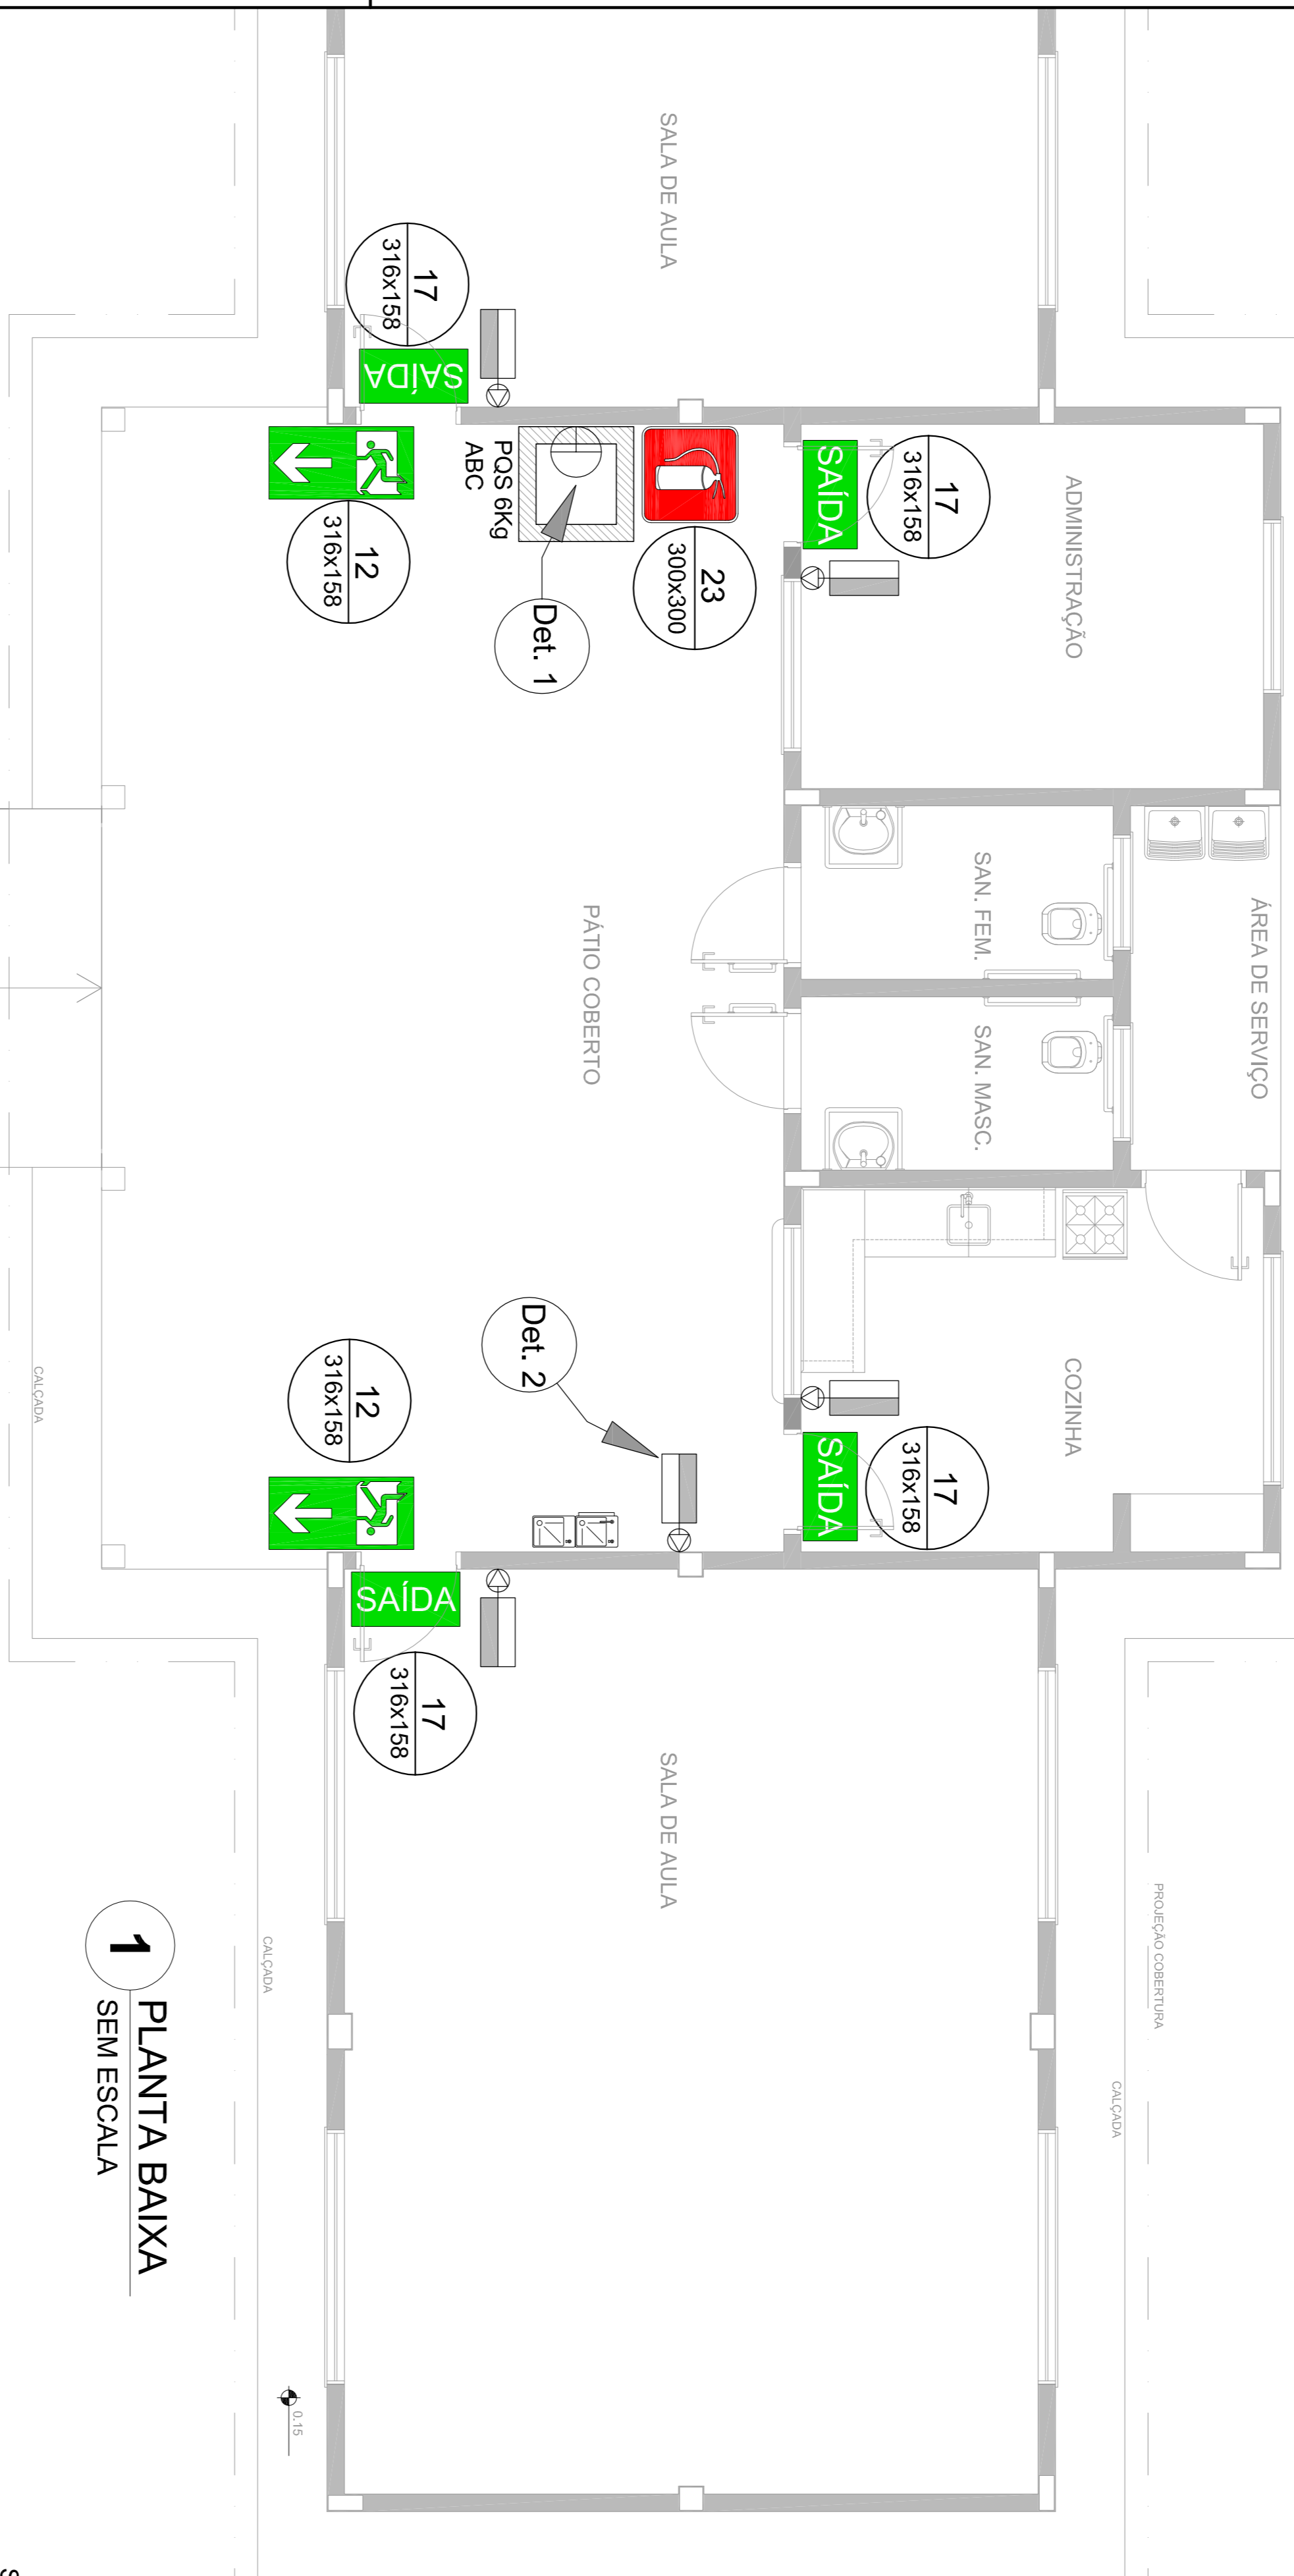 SALA DE AULA
17
316x158
SAÍDA
12
316x158
PQS 6Kg
ABC
Det. 1
23
300x300
SAÍDA
17
316x158
ADMINISTRAÇÃO
SAN. FEM.
SAN. MASC.
ÁREA DE SERVIÇO
PÁTIO COBERTO
COZINHA
Det. 2
12
316x158
SAÍDA
17
316x158
SAÍDA
17
316x158
SALA DE AULA
CALÇADA
CALÇADA
CALÇADA
PROJEÇÃO COBERTURA
0.15
1
PLANTA BAIXA
SEM ESCALA